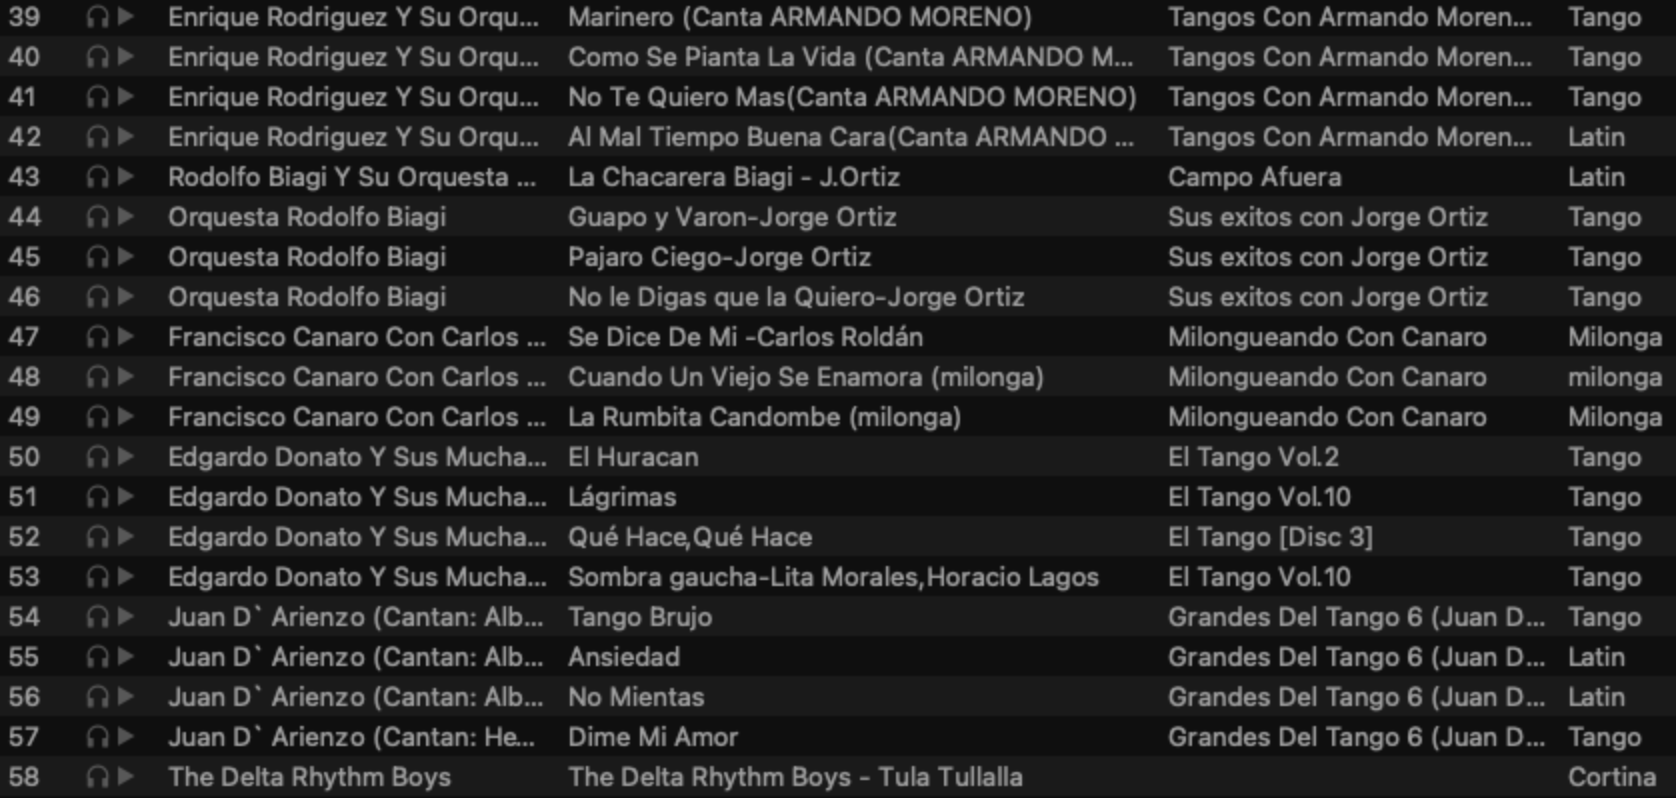 39 Enrique Rodriguez Y Su Orqu... Marinero (Canta ARMANDO MORENO) Tangos Con Armando Moren... Tango
40 Enrique Rodriguez Y Su Orqu... Como Se Pianta La Vida (Canta ARMANDO M... Tangos Con Armando Moren... Tango
41 Enrique Rodriguez Y Su Orqu... No Te Quiero Mas(Canta ARMANDO MORENO) Tangos Con Armando Moren... Tango
42 Enrique Rodriguez Y Su Orqu... Al Mal Tiempo Buena Cara(Canta ARMANDO ... Tangos Con Armando Moren... Latin
43 Rodolfo Biagi Y Su Orquesta ... La Chacarera Biagi - J.Ortiz Campo Afuera Latin
44 Orquesta Rodolfo Biagi Guapo y Varon-Jorge Ortiz Sus exitos con Jorge Ortiz Tango
45 Orquesta Rodolfo Biagi Pajaro Ciego-Jorge Ortiz Sus exitos con Jorge Ortiz Tango
46 Orquesta Rodolfo Biagi No le Digas que la Quiero-Jorge Ortiz Sus exitos con Jorge Ortiz Tango
47 Francisco Canaro Con Carlos ... Se Dice De Mi -Carlos Roldán Milongueando Con Canaro Milonga
48 Francisco Canaro Con Carlos ... Cuando Un Viejo Se Enamora (milonga) Milongueando Con Canaro milonga
49 Francisco Canaro Con Carlos ... La Rumbita Candombe (milonga) Milongueando Con Canaro Milonga
50 Edgardo Donato Y Sus Mucha... El Huracan El Tango Vol.2 Tango
51 Edgardo Donato Y Sus Mucha... Lágrimas El Tango Vol.10 Tango
52 Edgardo Donato Y Sus Mucha... Qué Hace,Qué Hace El Tango [Disc 3] Tango
53 Edgardo Donato Y Sus Mucha... Sombra gaucha-Lita Morales,Horacio Lagos El Tango Vol.10 Tango
54 Juan D` Arienzo (Cantan: Alb... Tango Brujo Grandes Del Tango 6 (Juan D... Tango
55 Juan D` Arienzo (Cantan: Alb... Ansiedad Grandes Del Tango 6 (Juan D... Latin
56 Juan D` Arienzo (Cantan: Alb... No Mientas Grandes Del Tango 6 (Juan D... Latin
57 Juan D` Arienzo (Cantan: He... Dime Mi Amor Grandes Del Tango 6 (Juan D... Tango
58 The Delta Rhythm Boys The Delta Rhythm Boys - Tula Tullalla Cortina